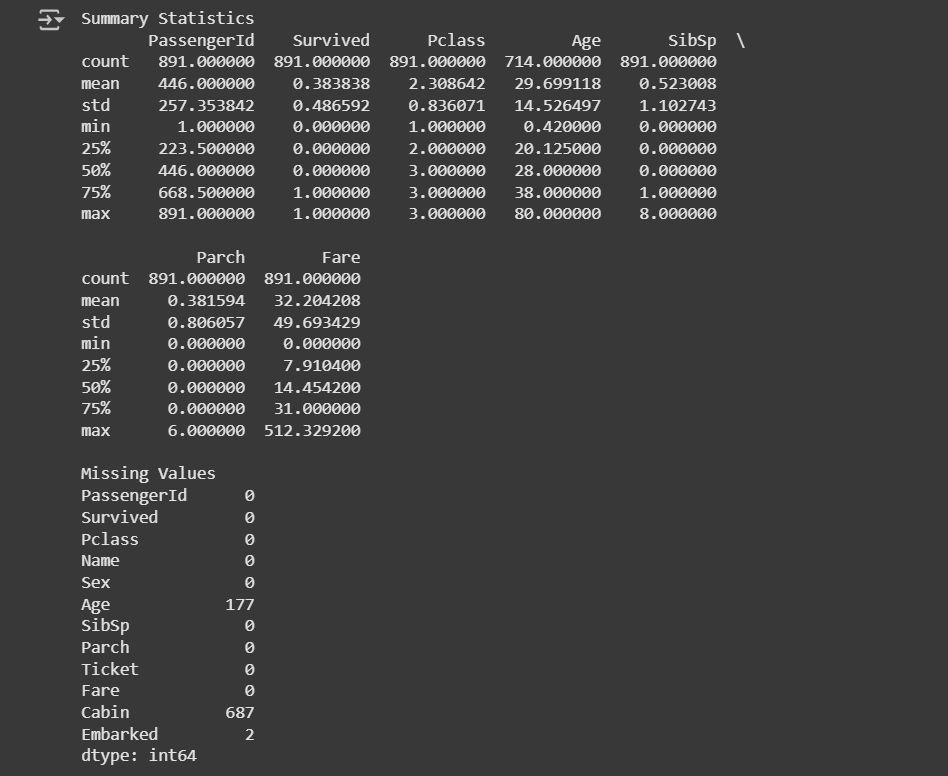 Summary Statistics
       PassengerId    Survived      Pclass         Age       SibSp  \
count   891.000000  891.000000  891.000000  714.000000  891.000000
mean    446.000000    0.383838    2.308642   29.699118    0.523008
std     257.353842    0.486592    0.836071   14.526497    1.102743
min       1.000000    0.000000    1.000000    0.420000    0.000000
25%     223.500000    0.000000    2.000000   20.125000    0.000000
50%     446.000000    0.000000    3.000000   28.000000    0.000000
75%     668.500000    1.000000    3.000000   38.000000    1.000000
max     891.000000    1.000000    3.000000   80.000000    8.000000

            Parch        Fare
count  891.000000  891.000000
mean     0.381594   32.204208
std      0.806057   49.693429
min      0.000000    0.000000
25%      0.000000    7.910400
50%      0.000000   14.454200
75%      0.000000   31.000000
max      6.000000  512.329200

Missing Values
PassengerId      0
Survived         0
Pclass           0
Name             0
Sex              0
Age            177
SibSp            0
Parch            0
Ticket           0
Fare             0
Cabin          687
Embarked         2
dtype: int64